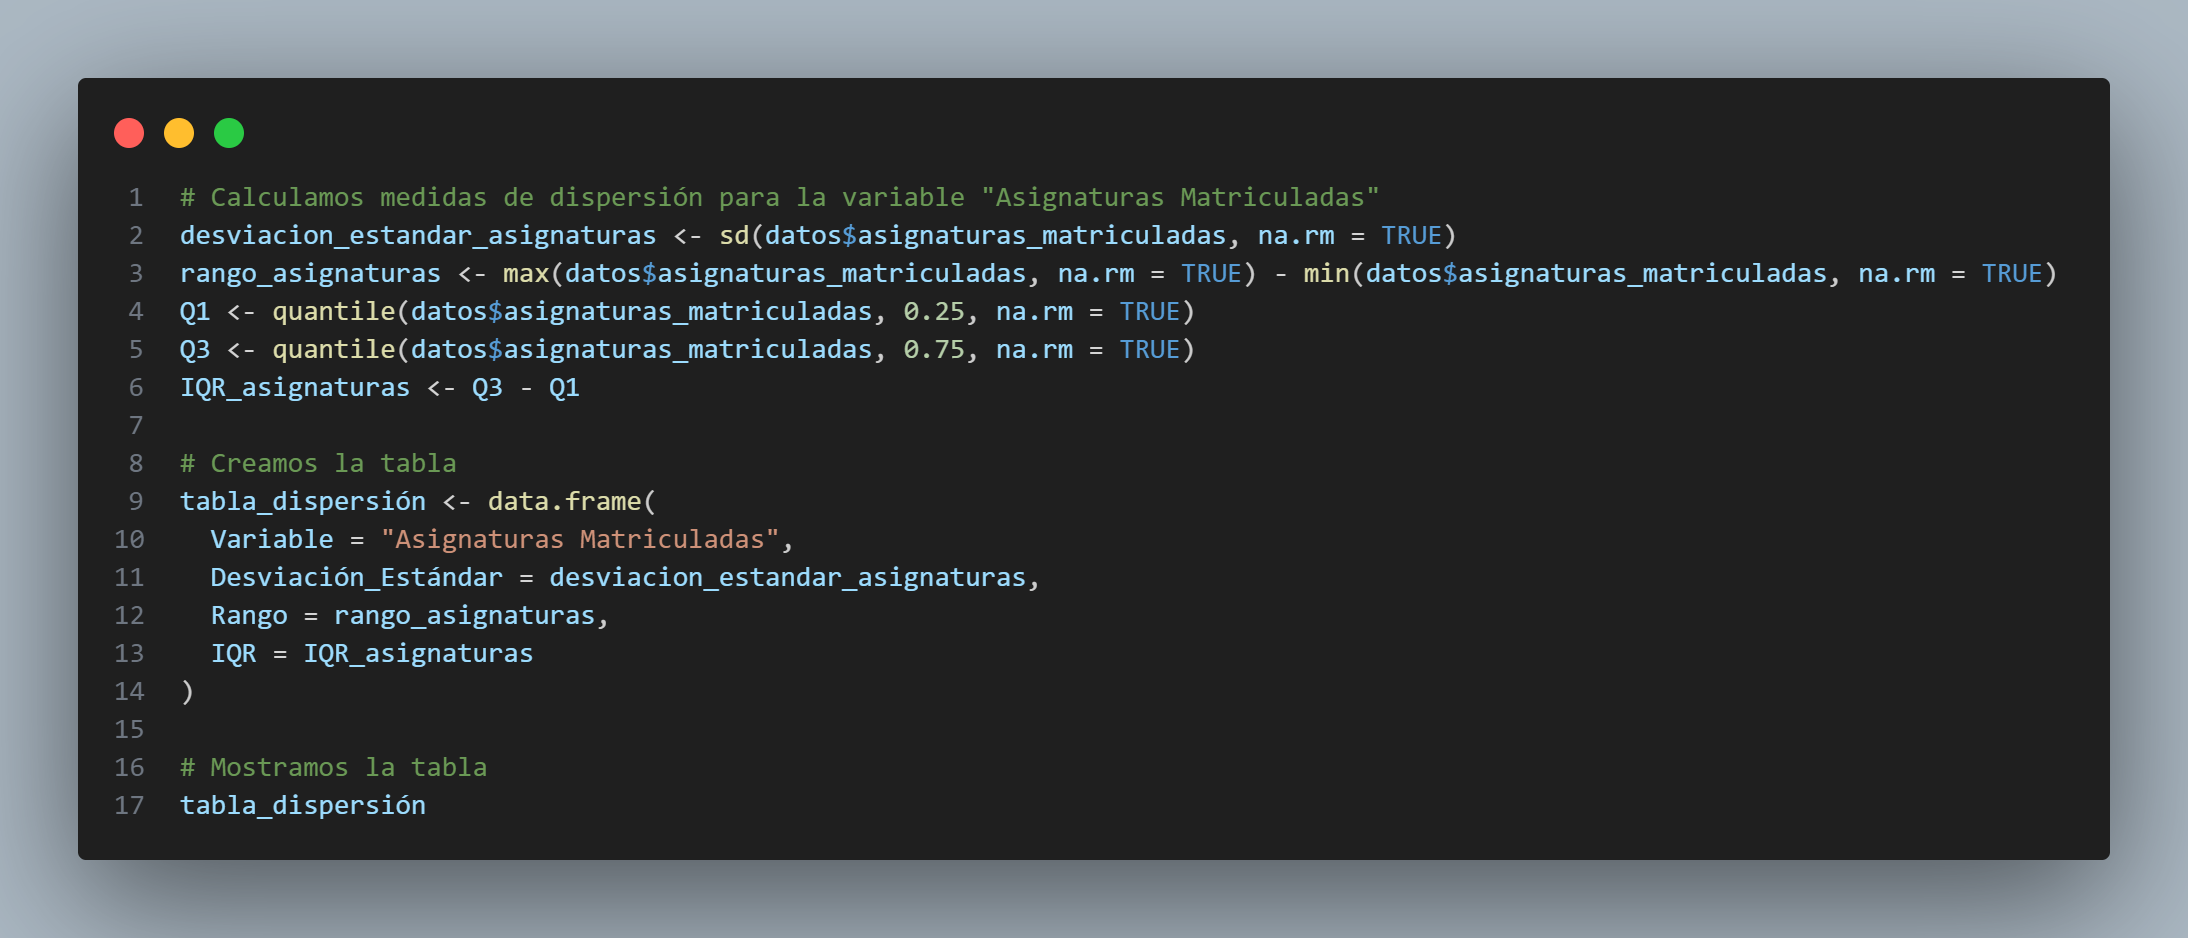 1 # Calculamos medidas de dispersión para la variable "Asignaturas Matriculadas"
2 desviacion_estandar_asignaturas <- sd(datos$asignaturas_matriculadas, na.rm = TRUE)
3 rango_asignaturas <- max(datos$asignaturas_matriculadas, na.rm = TRUE) - min(datos$asignaturas_matriculadas, na.rm = TRUE)
4 Q1 <- quantile(datos$asignaturas_matriculadas, 0.25, na.rm = TRUE)
5 Q3 <- quantile(datos$asignaturas_matriculadas, 0.75, na.rm = TRUE)
6 IQR_asignaturas <- Q3 - Q1
7
8 # Creamos la tabla
9 tabla_dispersión <- data.frame(
10   Variable = "Asignaturas Matriculadas",
11   Desviación_Estándar = desviacion_estandar_asignaturas,
12   Rango = rango_asignaturas,
13   IQR = IQR_asignaturas
14 )
15
16 # Mostramos la tabla
17 tabla_dispersión